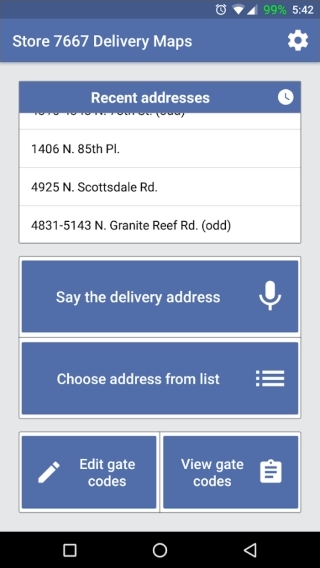 99% 5:42
Store 7667 Delivery Maps
Recent addresses
(odd)
1406 N. 85th Pl.
4925 N. Scottsdale Rd.
4831-5143 N. Granite Reef Rd. (odd)
Say the delivery address
Choose address from list
Edit gate
codes
View gate
codes